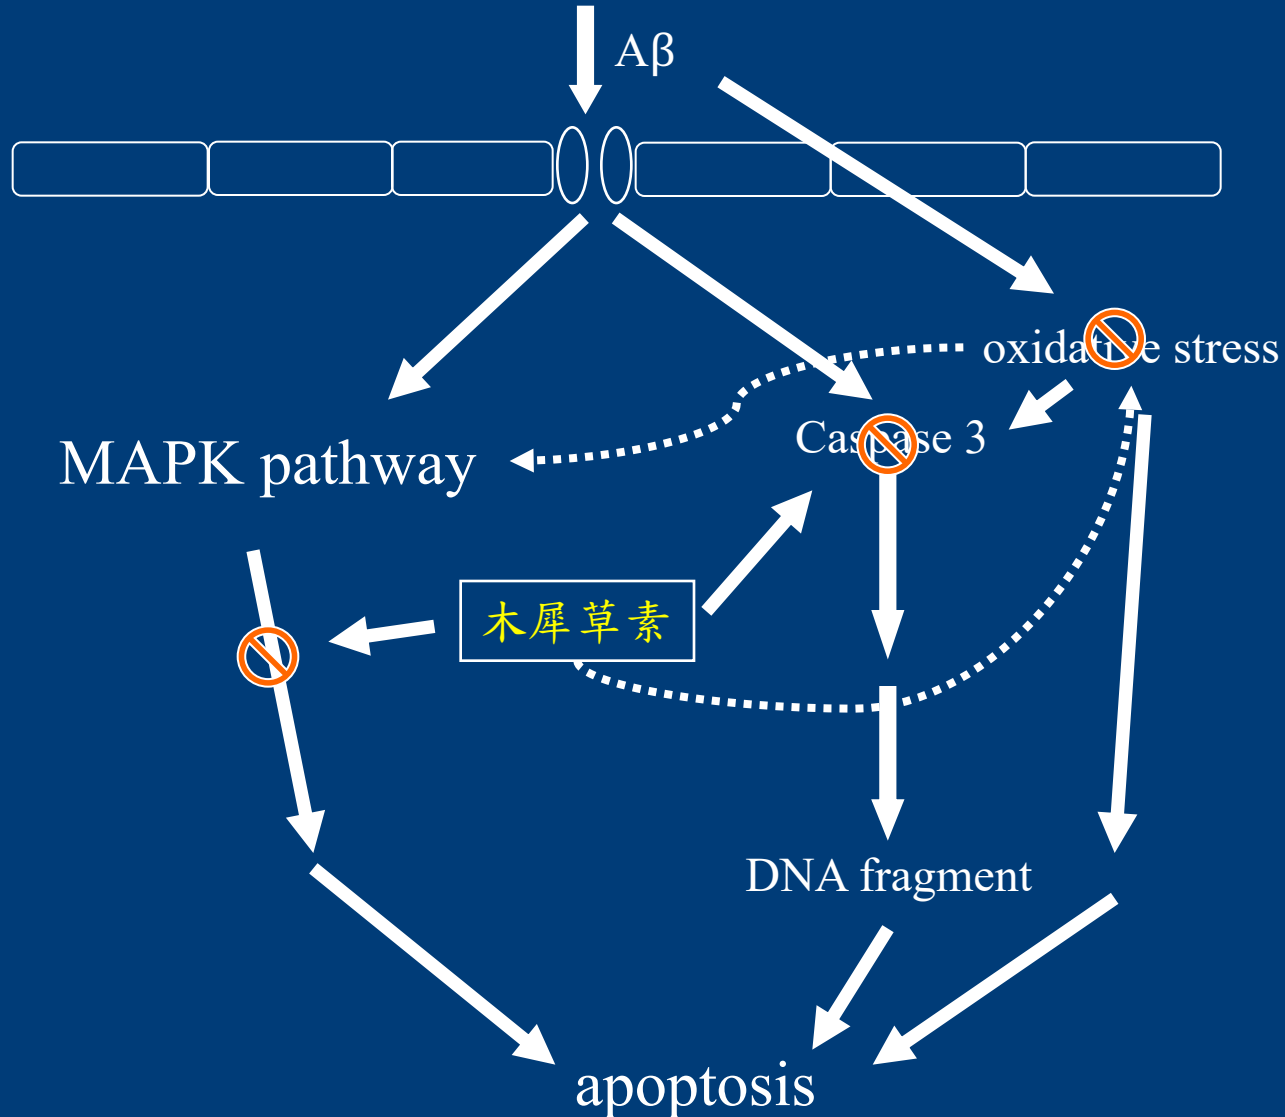 Aβ
oxidative stress
Caspase 3
MAPK pathway
木犀草素
DNA fragment
apoptosis